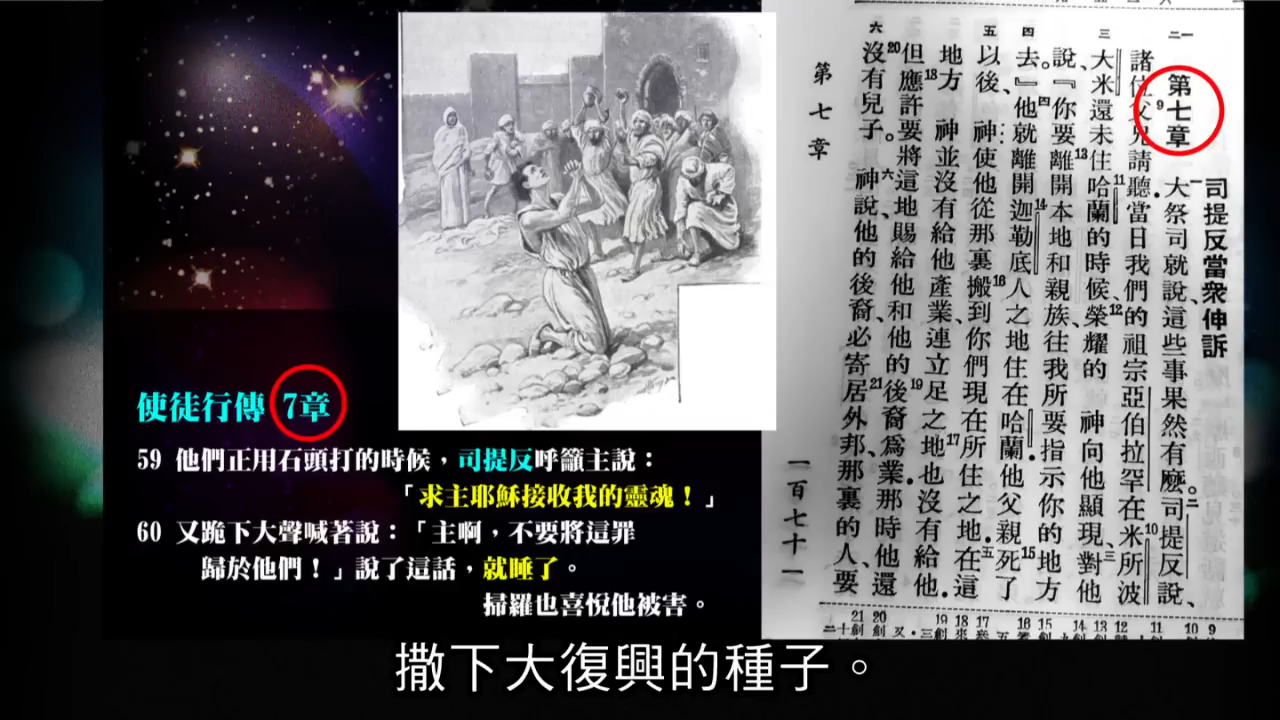 使徒行傳 7章
59 他們正用石頭打的時候，司提反呼籲主說：
「求主耶穌接收我的靈魂！」
60 又跪下大聲喊著說：「主啊，不要將這罪
歸於他們！」說了這話，就睡了。
掃羅也喜悅他被害。
司提反當衆伸訴
第七章
一大祭司就說、這些事果然有麼。二司提反說、
諸位父兄請聽.當日我們的祖宗亞伯拉罕在米所波
大米還未住哈蘭的時候、榮耀的 神向他顯現、三對他
說、『你要離開本地和親族、往我所要指示你的地方
去。』四他就離開迦勒底人之地住在哈蘭.他父親死了
以後、神使他從那裏搬到你們現在所住之地.五在這
地方 神並沒有給他產業、連立足之地也沒有給他.
但應許要將這地賜給他和他的後裔爲業.那時他還
沒有兒子。六神說、他的後裔、必寄居外邦、那裏的人、要
第七章
一百七十一
撒下大復興的種子。